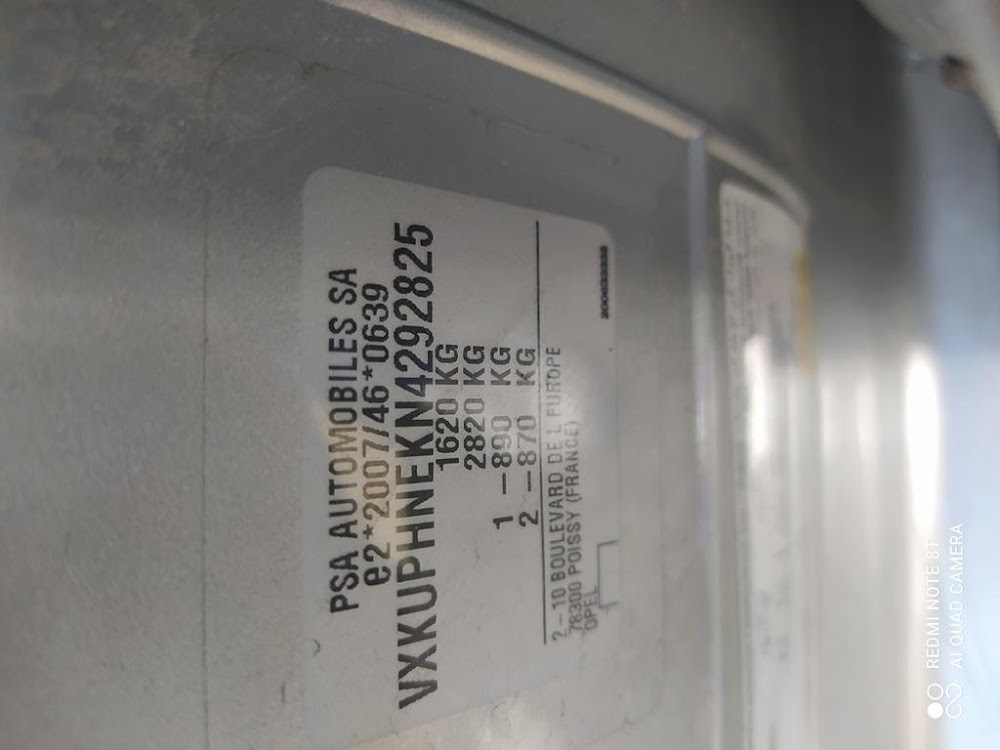 PSA AUTOMOBILES SA
e2*2007/46*0639
VXKUPHNEKN4292825
1620 KG
2820 KG
1 – 890 KG
2 – 870 KG
2–10 BOULEVARD DE L EUROPE
78300 POISSY (FRANCE)
OPEL
REDMI NOTE 8T
AI QUAD CAMERA